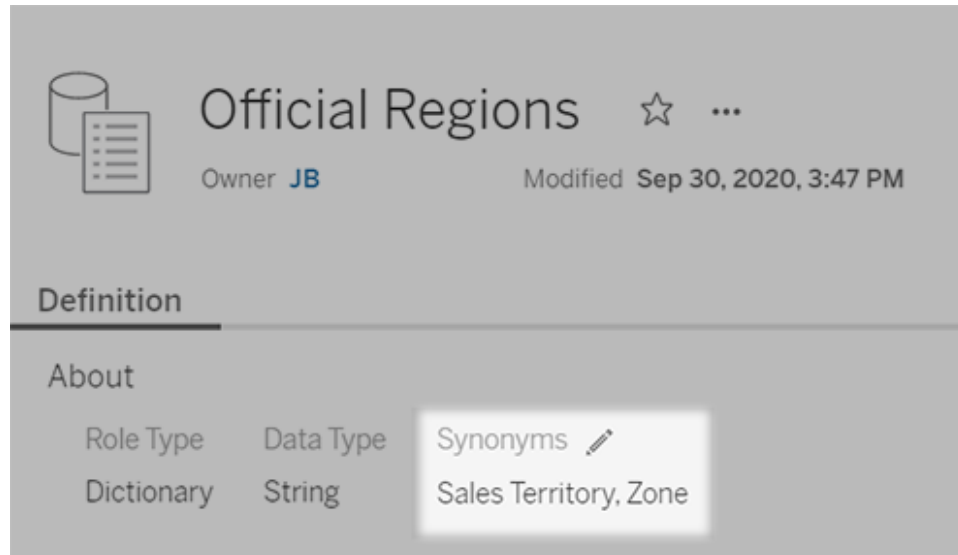 Official Regions
Owner JB Modified Sep 30, 2020, 3:47 PM
Definition
About
Role Type Data Type Synonyms
Dictionary String Sales Territory, Zone